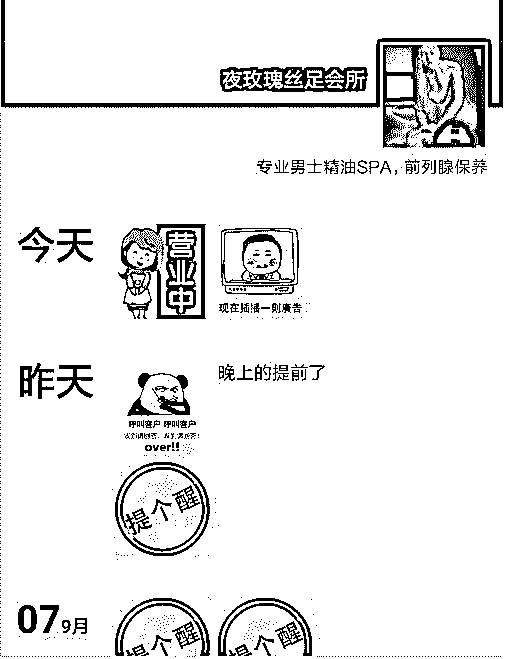 夜玫瑰丝足会所
专业男士精油SPA，前列腺保养
今天
营业中
现在插播一则廣告
昨天
晚上的提前了
呼叫客户 呼叫客户
over!!
提个醒
07 9月
提个醒
提个醒